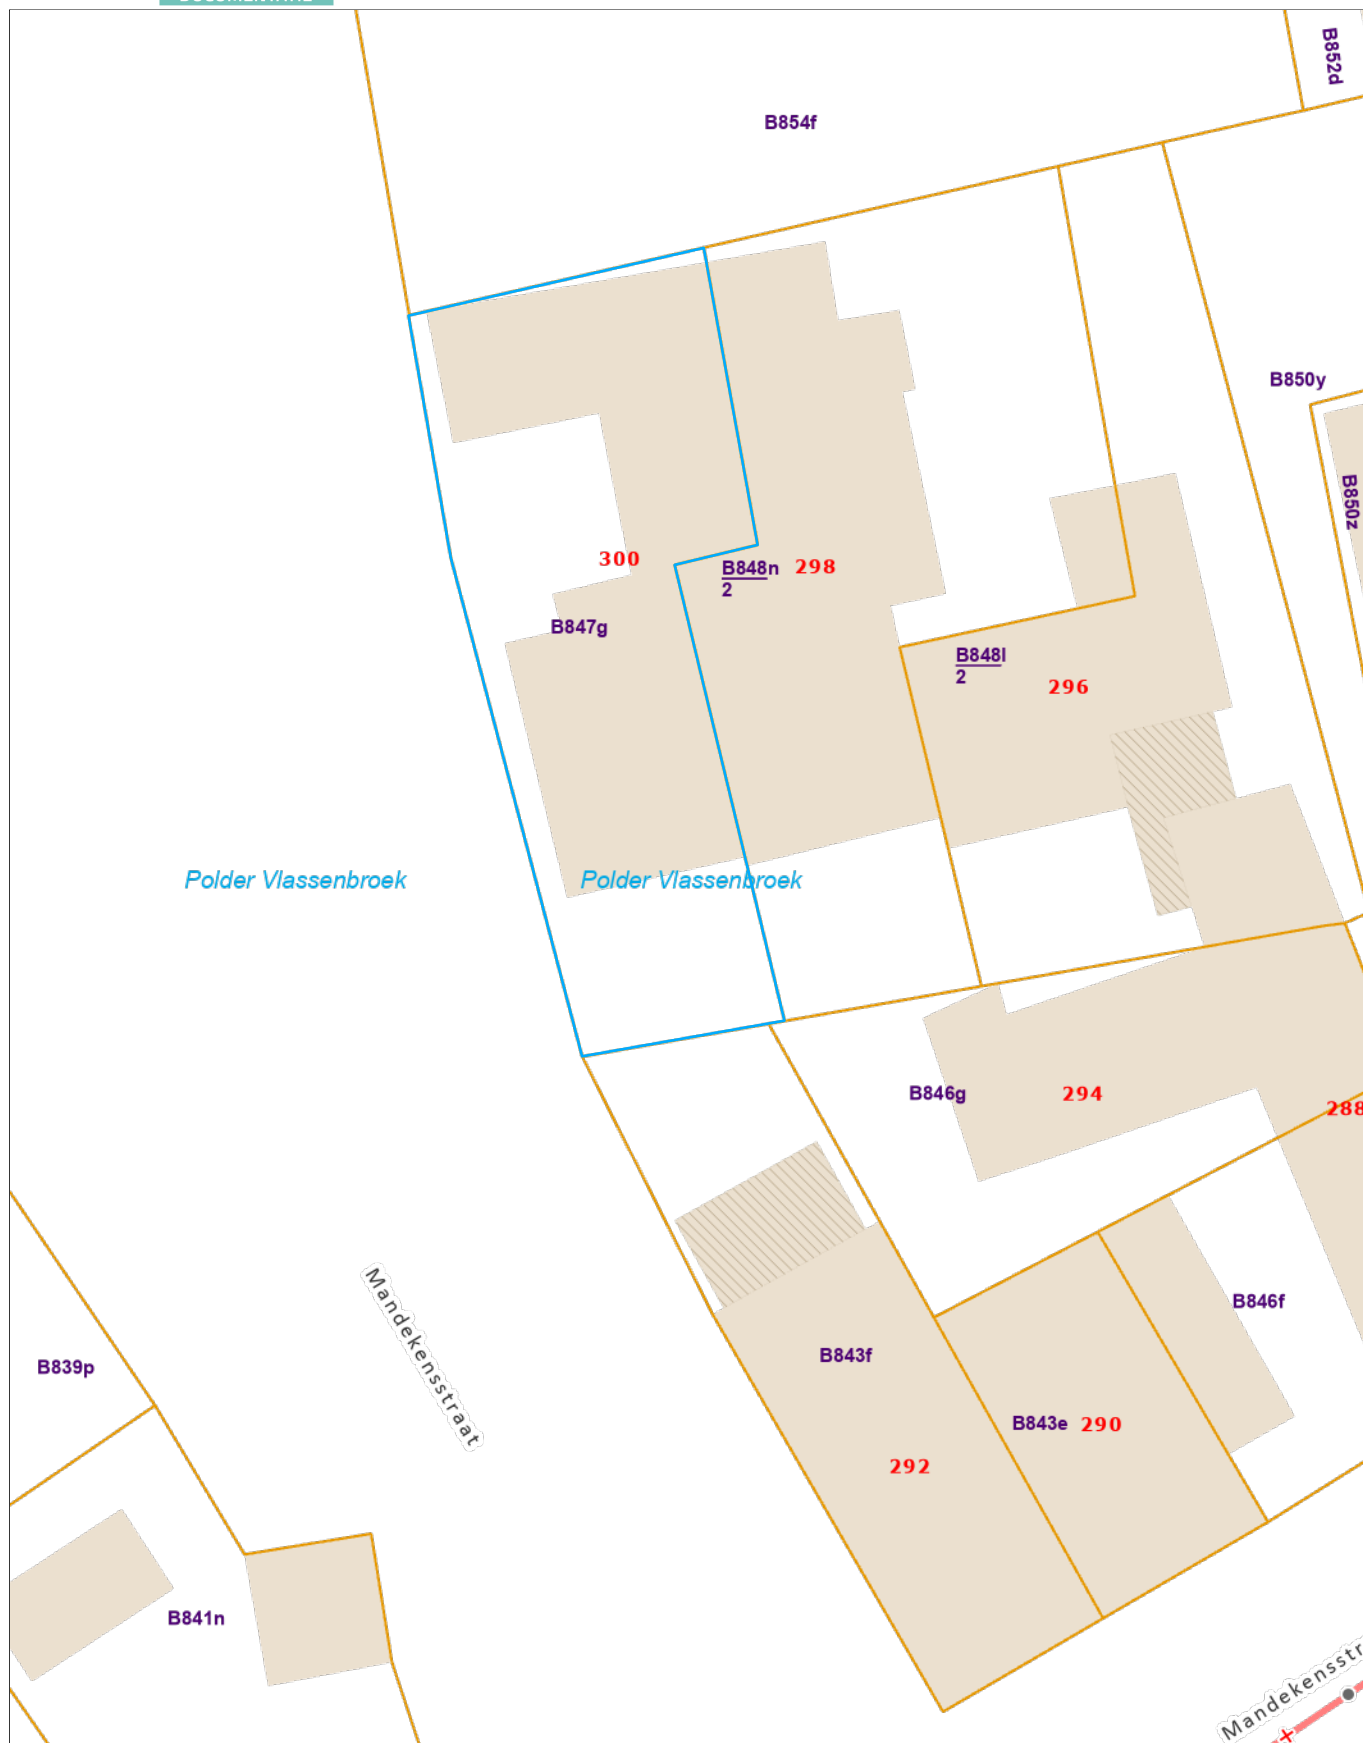 B852d
B854f
B850y
B850z
300
B848n
2
298
B847g
B848l
2
296
Polder Vlassenbroek
Polder Vlassenbroek
B846g
294
288
Mandekensstraat
B846f
B843f
B839p
B843e
290
292
B841n
Mandekensstr